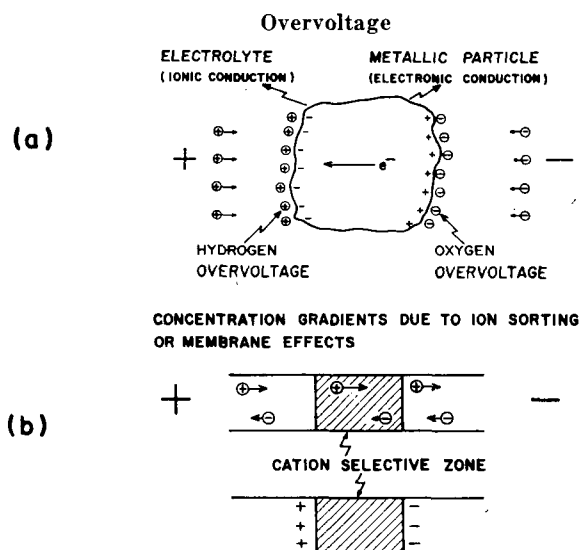 Overvoltage
ELECTROLYTE METALLIC PARTICLE
(IONIC CONDUCTION) (ELECTRONIC CONDUCTION)
(a)
+ e⁻ −
HYDROGEN OXYGEN
OVERVOLTAGE OVERVOLTAGE
CONCENTRATION GRADIENTS DUE TO ION SORTING
OR MEMBRANE EFFECTS
+ −
(b)
CATION SELECTIVE ZONE
+ −
+ −
+ −